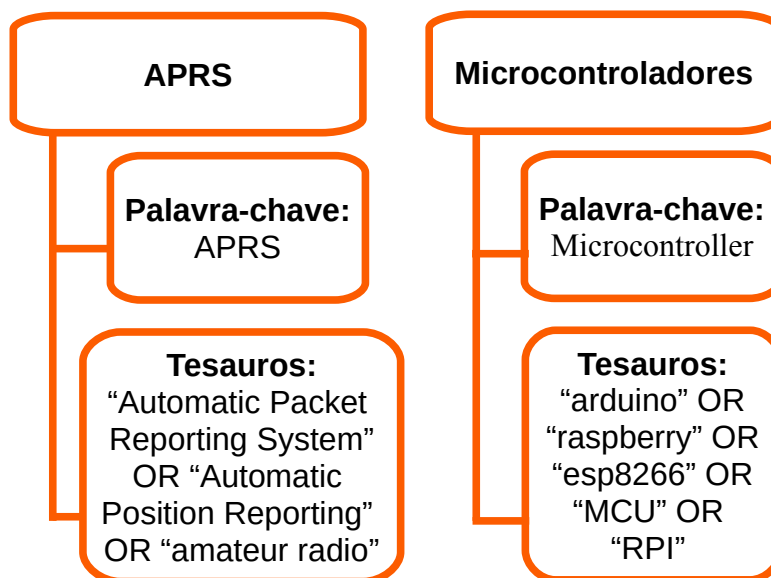 APRS
Palavra-chave:
APRS
Tesauros:
“Automatic Packet
Reporting System”
OR “Automatic
Position Reporting”
OR “amateur radio”
Microcontroladores
Palavra-chave:
Microcontroller
Tesauros:
“arduino” OR
“raspberry” OR
“esp8266” OR
“MCU” OR
“RPI”